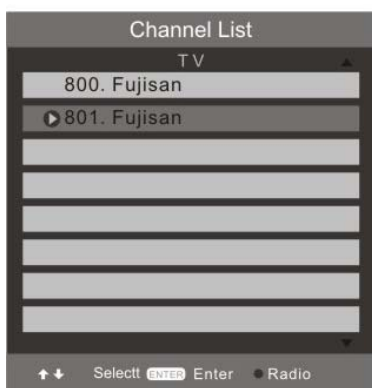 Channel List
TV
800. Fujisan
801. Fujisan
Selectt ENTER Enter Radio